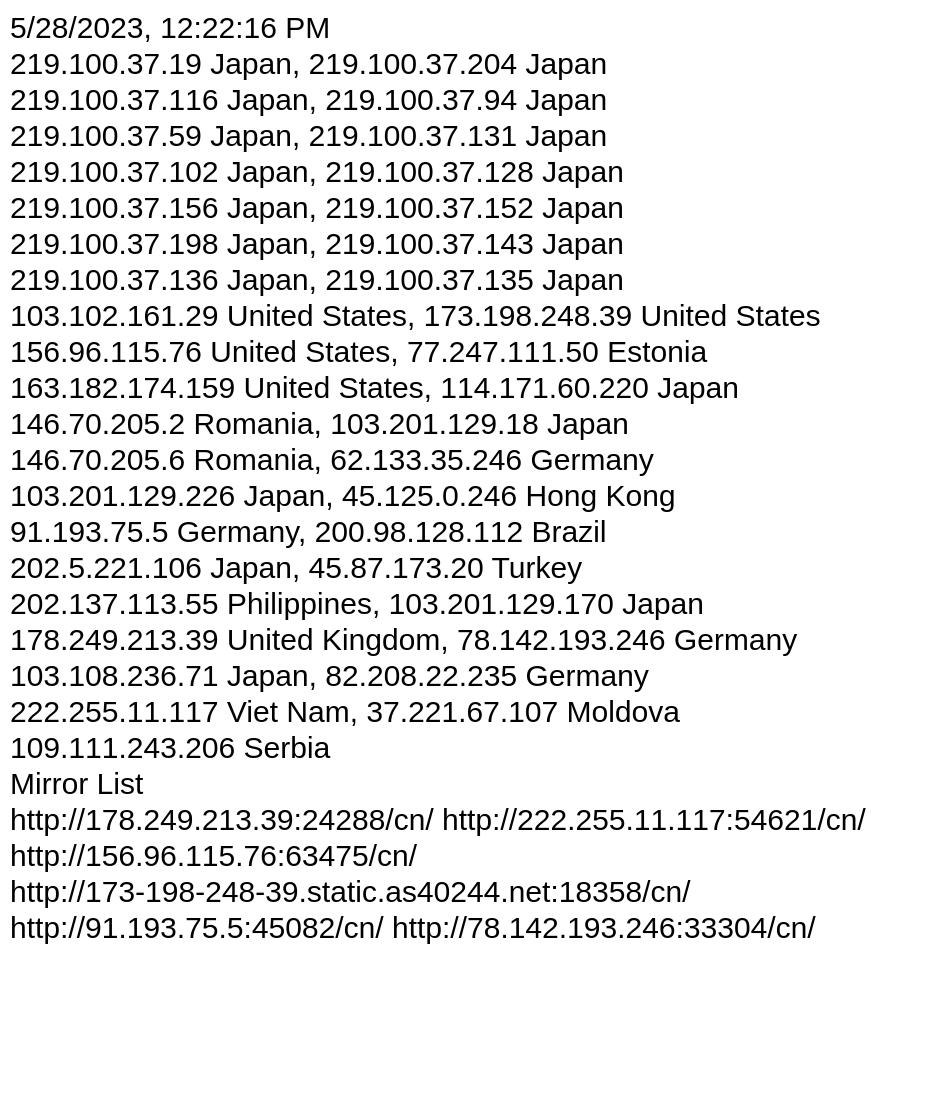 5/28/2023, 12:22:16 PM
219.100.37.19 Japan, 219.100.37.204 Japan
219.100.37.116 Japan, 219.100.37.94 Japan
219.100.37.59 Japan, 219.100.37.131 Japan
219.100.37.102 Japan, 219.100.37.128 Japan
219.100.37.156 Japan, 219.100.37.152 Japan
219.100.37.198 Japan, 219.100.37.143 Japan
219.100.37.136 Japan, 219.100.37.135 Japan
103.102.161.29 United States, 173.198.248.39 United States
156.96.115.76 United States, 77.247.111.50 Estonia
163.182.174.159 United States, 114.171.60.220 Japan
146.70.205.2 Romania, 103.201.129.18 Japan
146.70.205.6 Romania, 62.133.35.246 Germany
103.201.129.226 Japan, 45.125.0.246 Hong Kong
91.193.75.5 Germany, 200.98.128.112 Brazil
202.5.221.106 Japan, 45.87.173.20 Turkey
202.137.113.55 Philippines, 103.201.129.170 Japan
178.249.213.39 United Kingdom, 78.142.193.246 Germany
103.108.236.71 Japan, 82.208.22.235 Germany
222.255.11.117 Viet Nam, 37.221.67.107 Moldova
109.111.243.206 Serbia
Mirror List
http://178.249.213.39:24288/cn/ http://222.255.11.117:54621/cn/
http://156.96.115.76:63475/cn/
http://173-198-248-39.static.as40244.net:18358/cn/
http://91.193.75.5:45082/cn/ http://78.142.193.246:33304/cn/